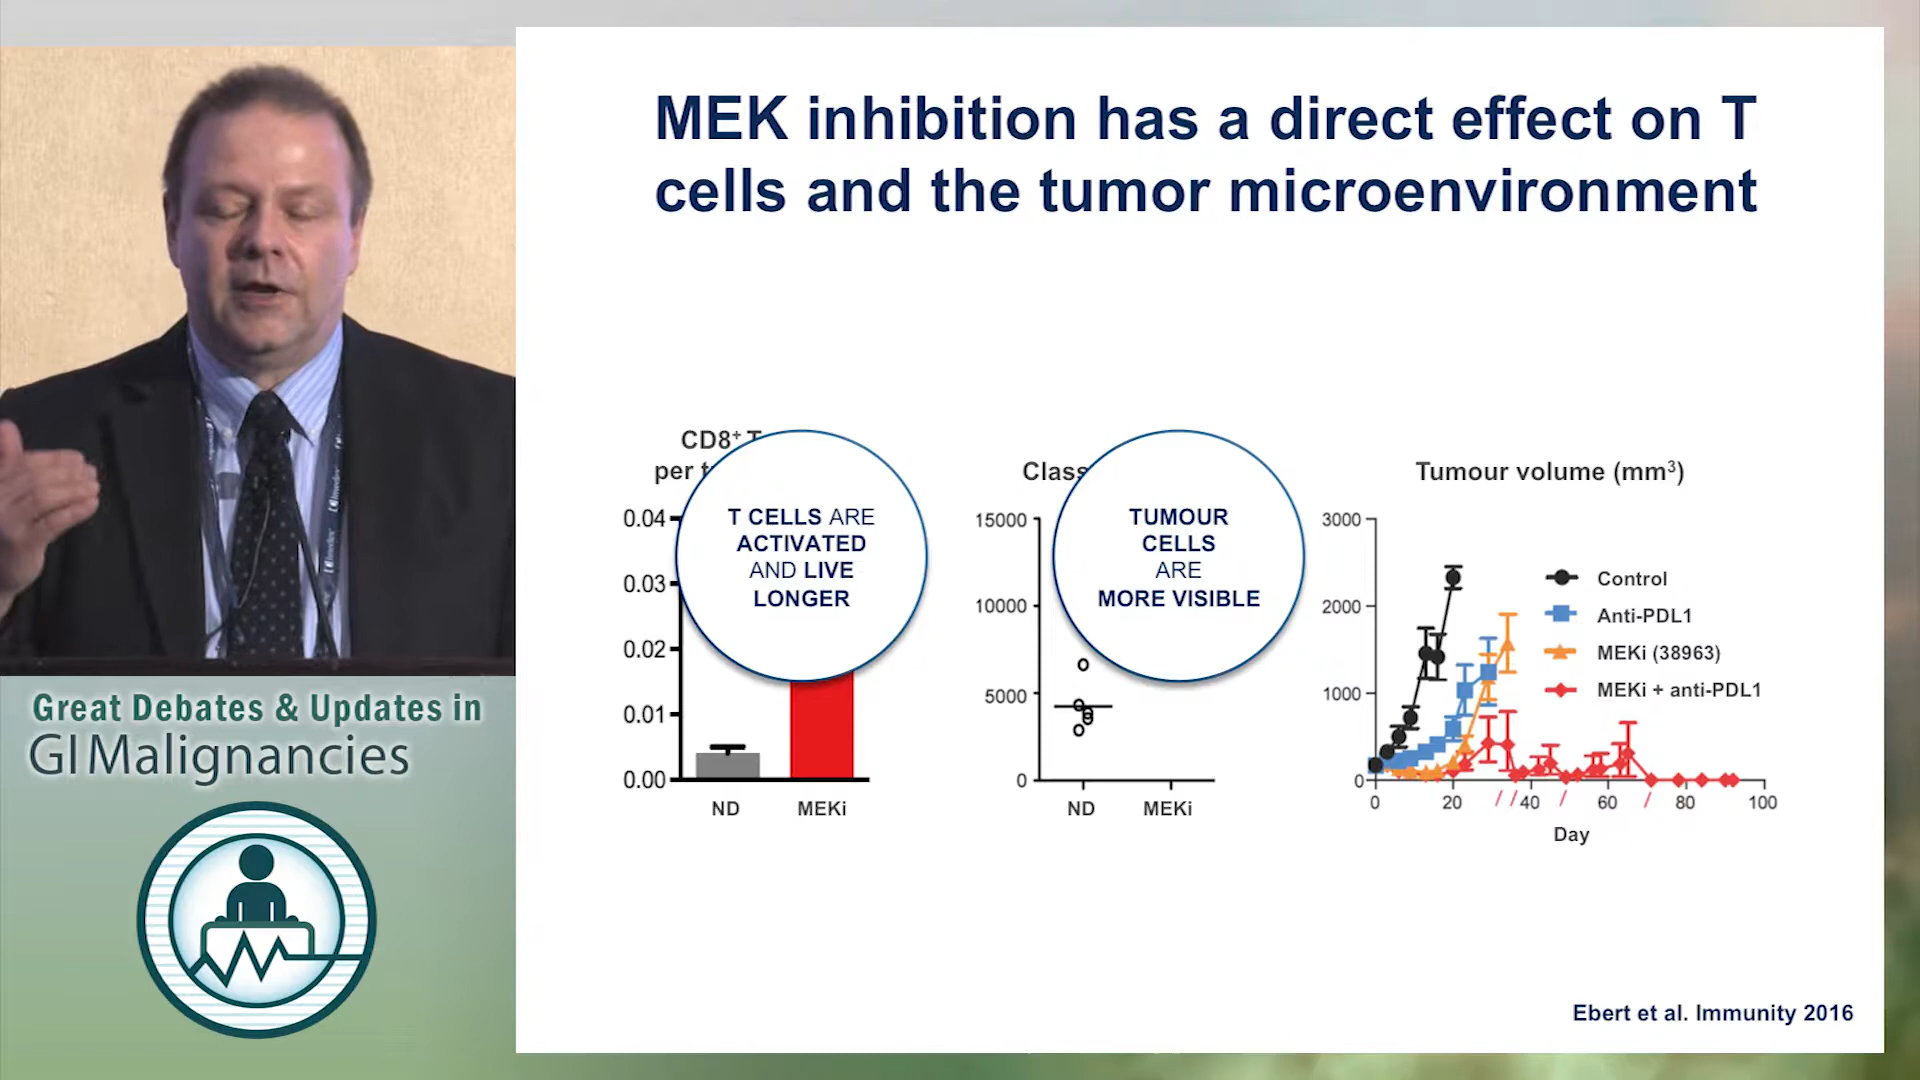 MEK inhibition has a direct effect on T
cells and the tumor microenvironment
CD8+ T
per t
0.04
0.03
0.02
0.01
0.00
ND
MEKi
T CELLS ARE
ACTIVATED
AND LIVE
LONGER
Class
15000
10000
5000
0
ND
MEKi
TUMOUR
CELLS
ARE
MORE VISIBLE
Tumour volume (mm³)
3000
2000
1000
0
0
20
40
60
80
100
Day
Control
Anti-PDL1
MEKi (38963)
MEKi + anti-PDL1
Ebert et al. Immunity 2016
Great Debates & Updates in
GI Malignancies